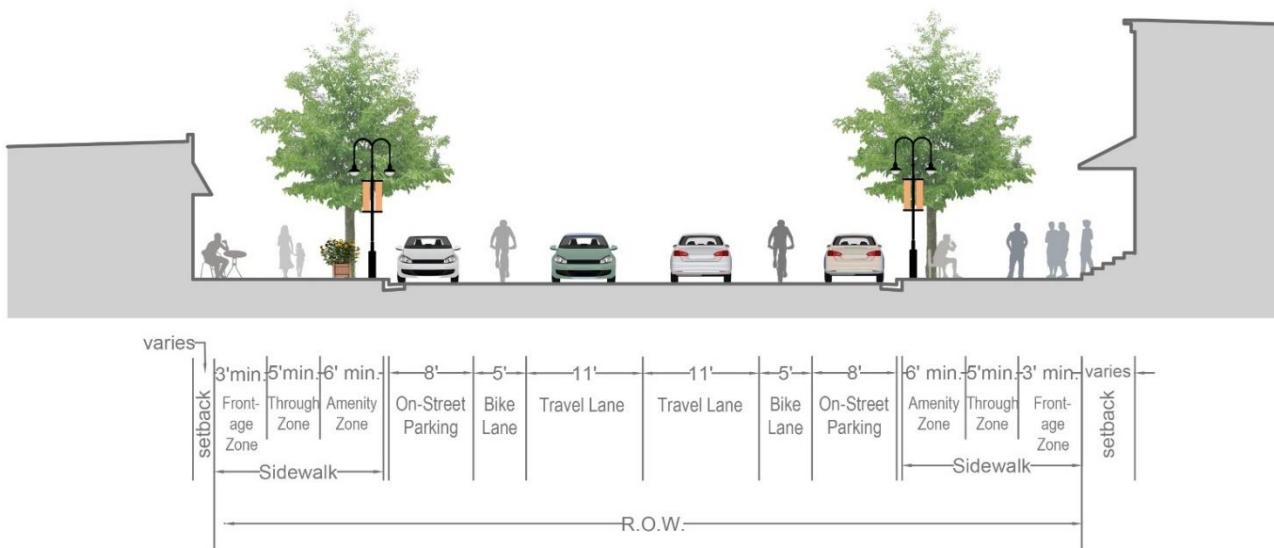 varies
setback
3'min.
Front-
age
Zone
5'min.
Through
Zone
6' min.
Amenity
Zone
8'
On-Street
Parking
5'
Bike
Lane
11'
Travel Lane
11'
Travel Lane
5'
Bike
Lane
8'
On-Street
Parking
6' min.
Amenity
Zone
5'min.
Through
Zone
3' min.
Front-
age
Zone
varies
setback
Sidewalk
Sidewalk
R.O.W.